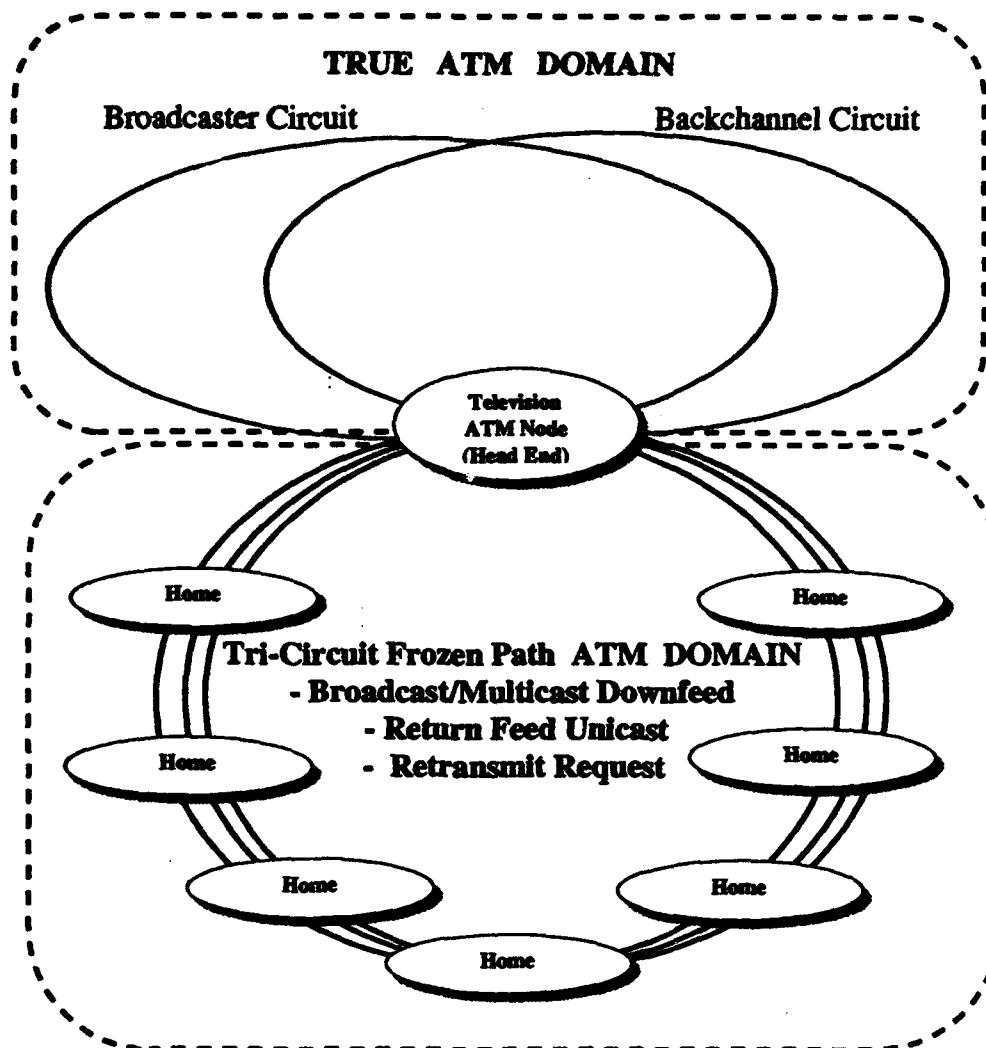 TRUE ATM DOMAIN
Broadcaster Circuit
Backchannel Circuit
Television
ATM Node
(Head End)
Home
Home
Tri-Circuit Frozen Path ATM DOMAIN
- Broadcast/Multicast Downfeed
- Return Feed Unicast
- Retransmit Request
Home
Home
Home
Home
Home